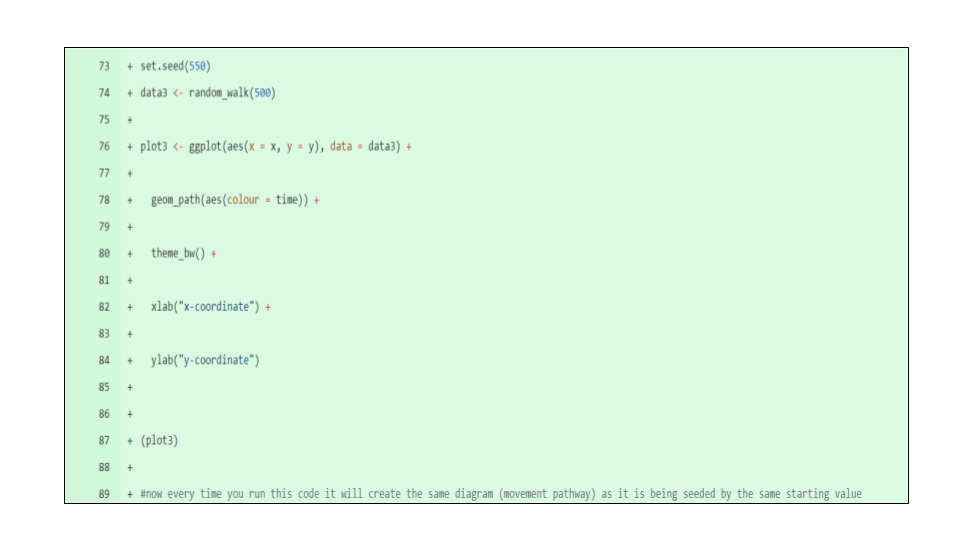 73 + set.seed(550)
74 + data3 <- random_walk(500)
75 +
76 + plot3 <- ggplot(aes(x = x, y = y), data = data3) +
77 +
78 +   geom_path(aes(colour = time)) +
79 +
80 +   theme_bw() +
81 +
82 +   xlab("x-coordinate") +
83 +
84 +   ylab("y-coordinate")
85 +
86 +
87 + (plot3)
88 +
89 + #now every time you run this code it will create the same diagram (movement pathway) as it is being seeded by the same starting value